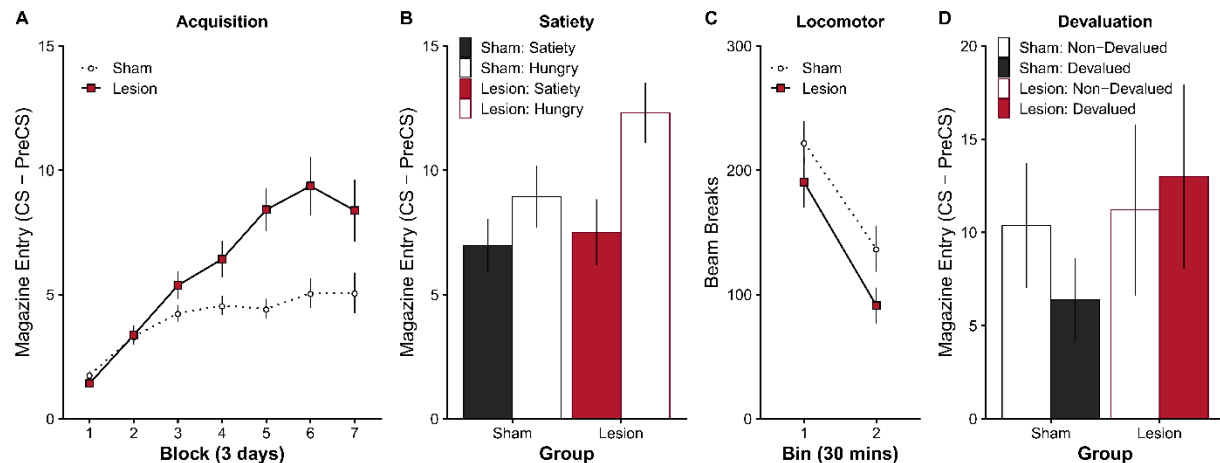 A
Acquisition
Magazine Entry (CS − PreCS)
15
10
5
0
Sham
Lesion
1 2 3 4 5 6 7
Block (3 days)
B
Satiety
Magazine Entry (CS − PreCS)
15
10
5
0
Sham: Satiety
Sham: Hungry
Lesion: Satiety
Lesion: Hungry
Sham Lesion
Group
C
Locomotor
Beam Breaks
300
200
100
0
Sham
Lesion
1 2
Bin (30 mins)
D
Devaluation
Magazine Entry (CS − PreCS)
20
15
10
5
0
Sham: Non−Devalued
Sham: Devalued
Lesion: Non−Devalued
Lesion: Devalued
Sham Lesion
Group